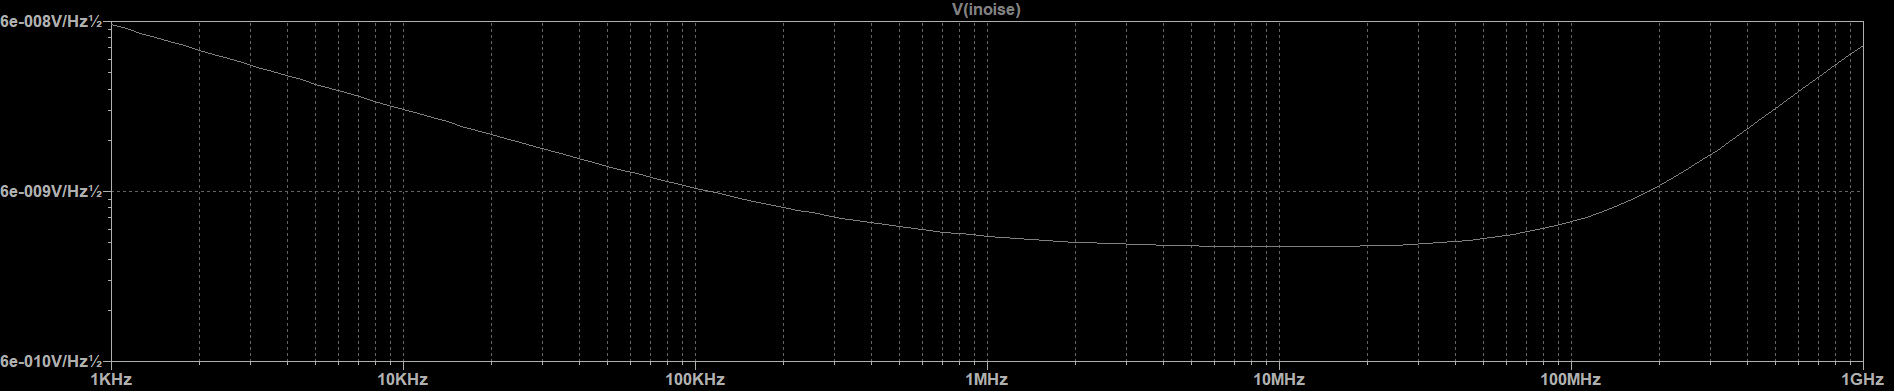 V(inoise)
6e-008V/Hz½
6e-009V/Hz½
6e-010V/Hz½
1KHz 10KHz 100KHz 1MHz 10MHz 100MHz 1GHz